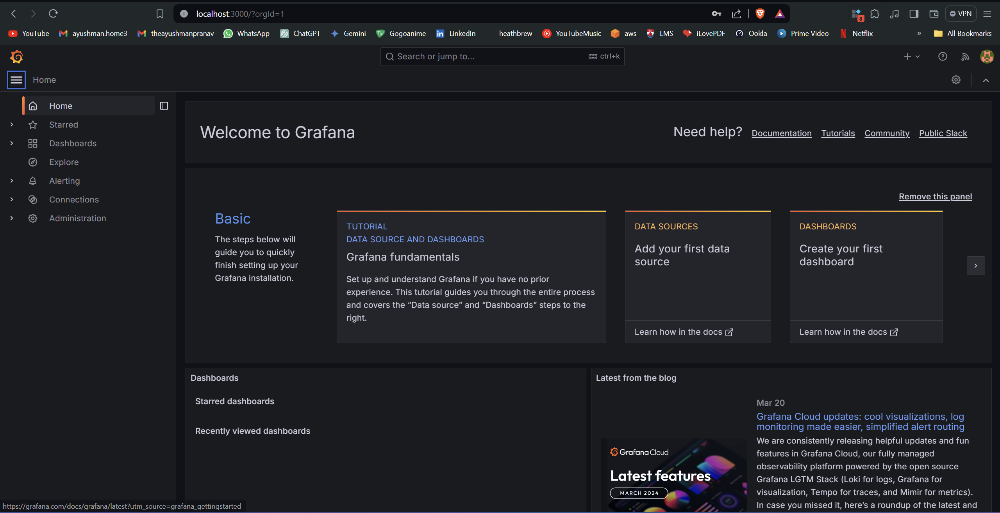 localhost:3000/?orgId=1
8
VPN
YouTube
ayushman.home3
theayushmanpranav
WhatsApp
ChatGPT
Gemini
Gogoanime
LinkedIn
heathbrew
YouTubeMusic
aws
LMS
iLovePDF
Ookla
Prime Video
Netflix
»
All Bookmarks
Search or jump to...
ctrl+k
Home
Home
Starred
Dashboards
Explore
Alerting
Connections
Administration
Welcome to Grafana
Need help?
Documentation
Tutorials
Community
Public Slack
Remove this panel
Basic
The steps below will
guide you to quickly
finish setting up your
Grafana installation.
TUTORIAL
DATA SOURCE AND DASHBOARDS
Grafana fundamentals
Set up and understand Grafana if you have no prior
experience. This tutorial guides you through the entire process
and covers the “Data source” and “Dashboards” steps to the
right.
DATA SOURCES
Add your first data
source
Learn how in the docs
DASHBOARDS
Create your first
dashboard
Learn how in the docs
Dashboards
Starred dashboards
Recently viewed dashboards
Latest from the blog
Grafana Cloud
Latest features
MARCH 2024
Mar 20
Grafana Cloud updates: cool visualizations, log
monitoring made easier, simplified alert routing
We are consistently releasing helpful updates and fun
features in Grafana Cloud, our fully managed
observability platform powered by the open source
Grafana LGTM Stack (Loki for logs, Grafana for
visualization, Tempo for traces, and Mimir for metrics).
In case you missed it, here’s a roundup of the latest and
https://grafana.com/docs/grafana/latest?utm_source=grafana_gettingstarted